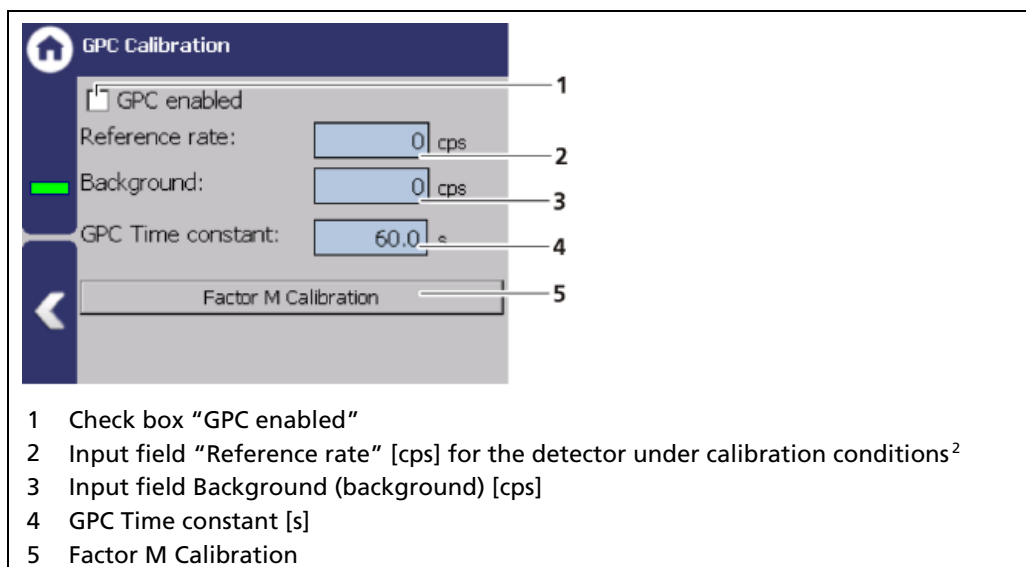 GPC Calibration
GPC enabled
1
Reference rate: 0 cps
2
Background: 0 cps
3
GPC Time constant: 60.0 s
4
Factor M Calibration
5
1 Check box “GPC enabled”
2 Input field “Reference rate” [cps] for the detector under calibration conditions²
3 Input field Background (background) [cps]
4 GPC Time constant [s]
5 Factor M Calibration